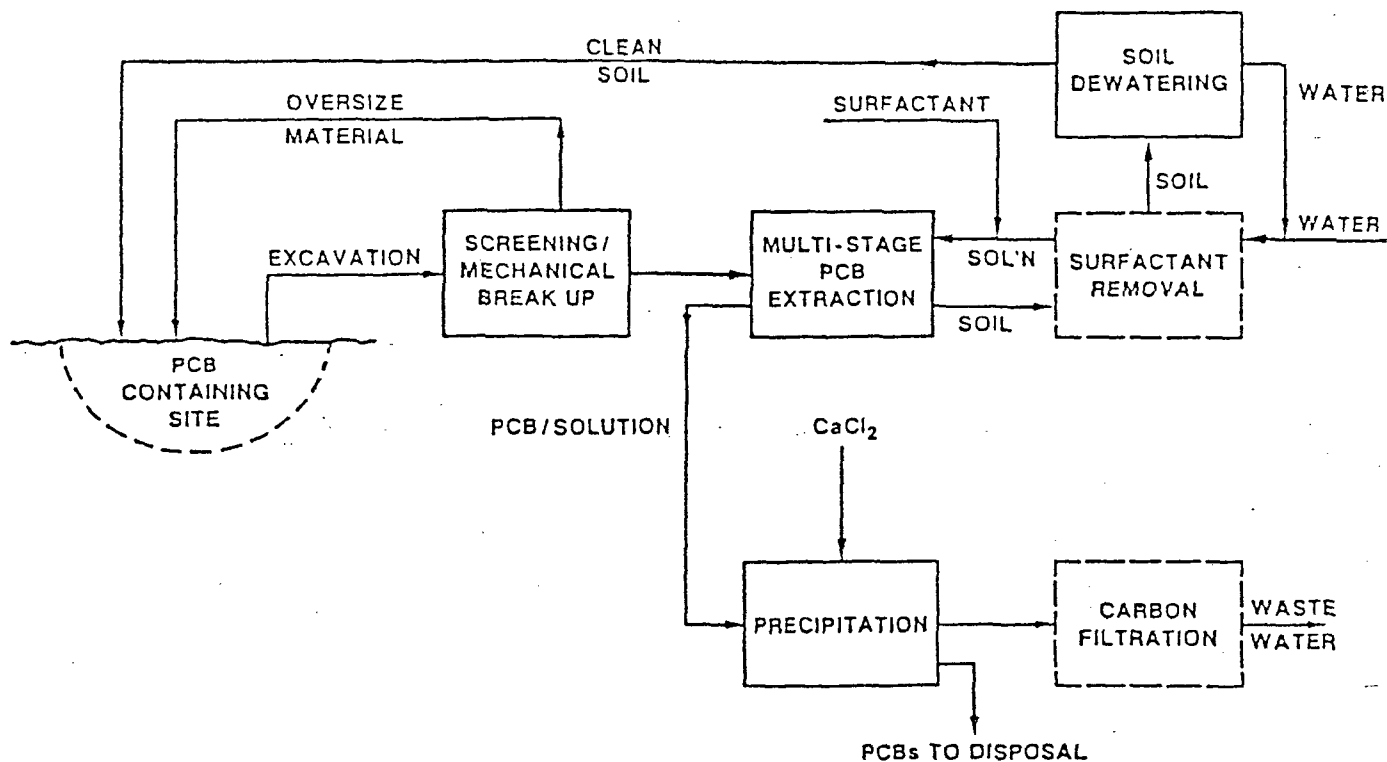 CLEAN
SOIL
SOIL
DEWATERING
WATER
OVERSIZE
MATERIAL
SURFACTANT
SOIL
EXCAVATION
SCREENING/
MECHANICAL
BREAK UP
MULTI-STAGE
PCB
EXTRACTION
SOL'N
SOIL
SURFACTANT
REMOVAL
WATER
PCB
CONTAINING
SITE
PCB/SOLUTION
CaCl₂
PRECIPITATION
CARBON
FILTRATION
WASTE
WATER
PCBs TO DISPOSAL